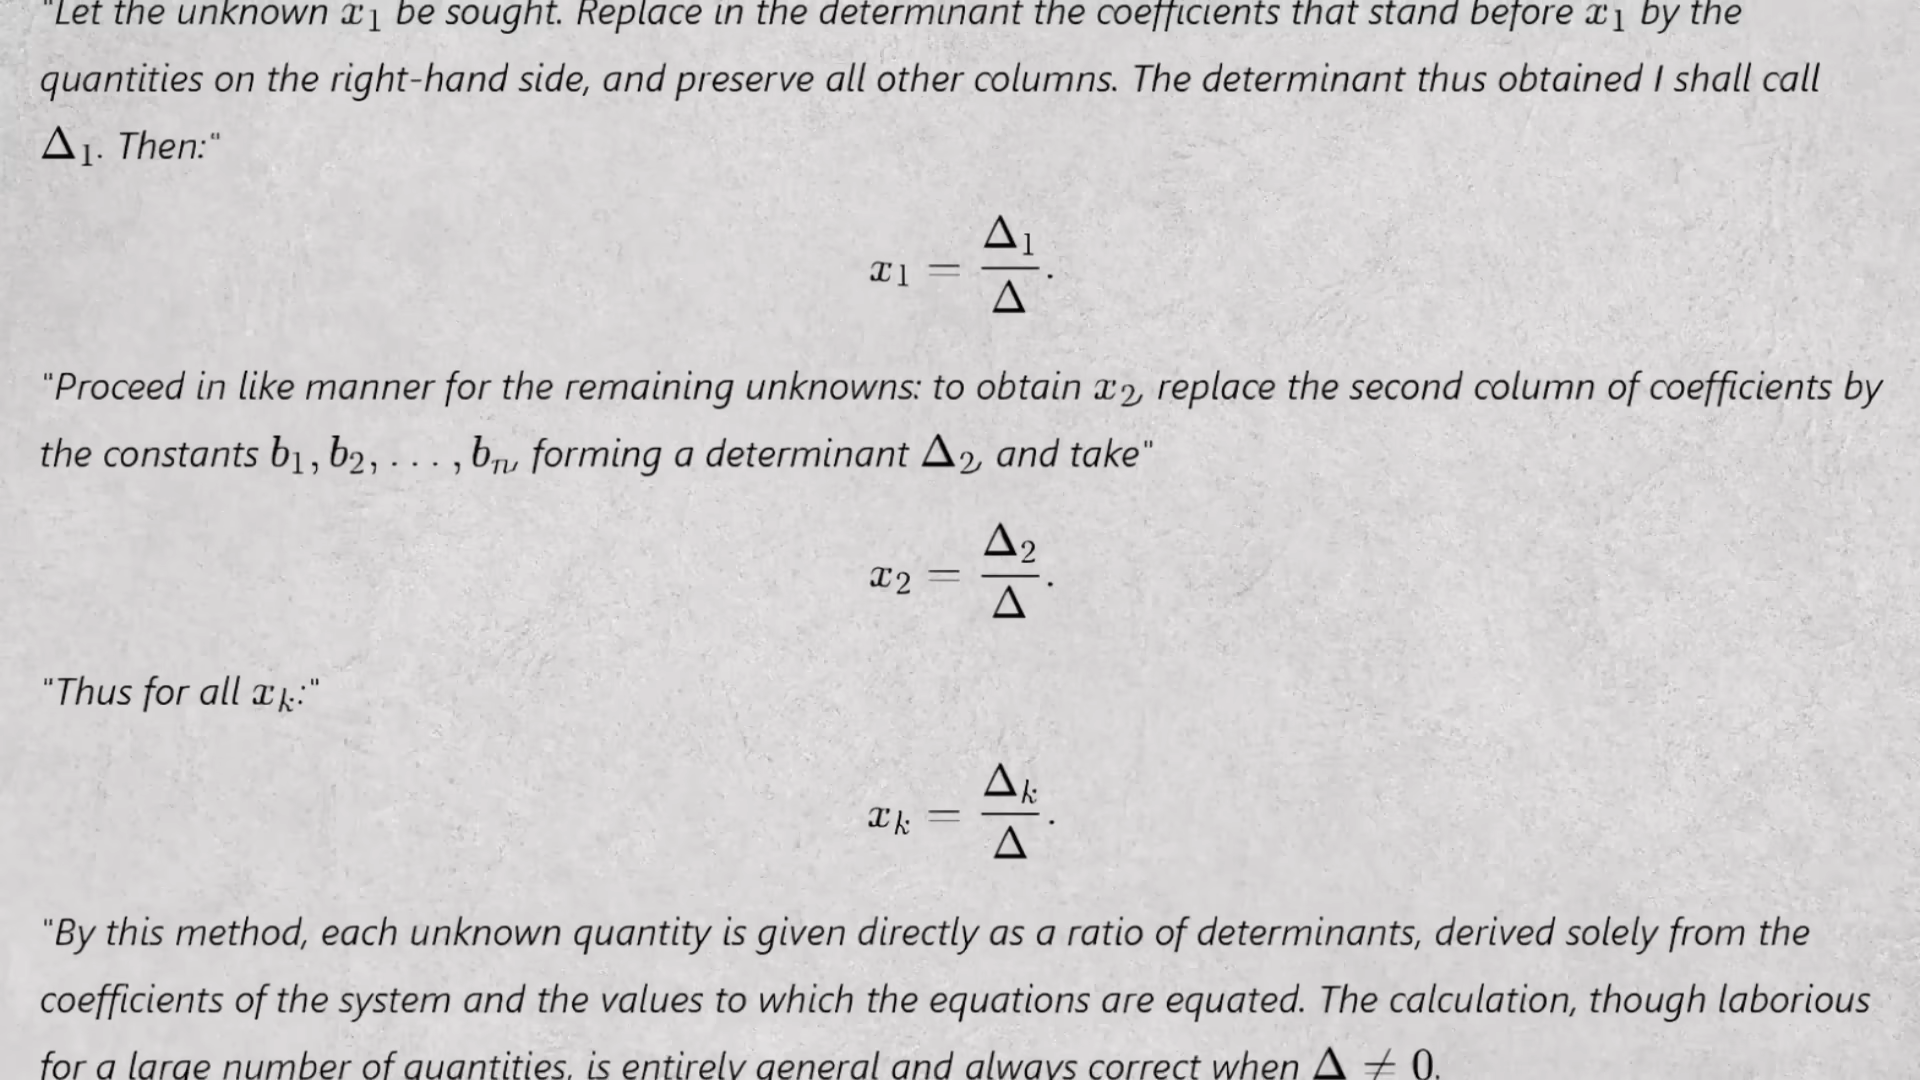 "Let the unknown x₁ be sought. Replace in the determinant the coefficients that stand before x₁ by the
quantities on the right-hand side, and preserve all other columns. The determinant thus obtained I shall call
Δ₁. Then:"
x₁ = Δ₁/Δ.
"Proceed in like manner for the remaining unknowns: to obtain x₂, replace the second column of coefficients by
the constants b₁, b₂, . . . , bₙ, forming a determinant Δ₂, and take"
x₂ = Δ₂/Δ.
"Thus for all xₖ:"
xₖ = Δₖ/Δ.
"By this method, each unknown quantity is given directly as a ratio of determinants, derived solely from the
coefficients of the system and the values to which the equations are equated. The calculation, though laborious
for a large number of quantities, is entirely general and always correct when Δ ≠ 0.